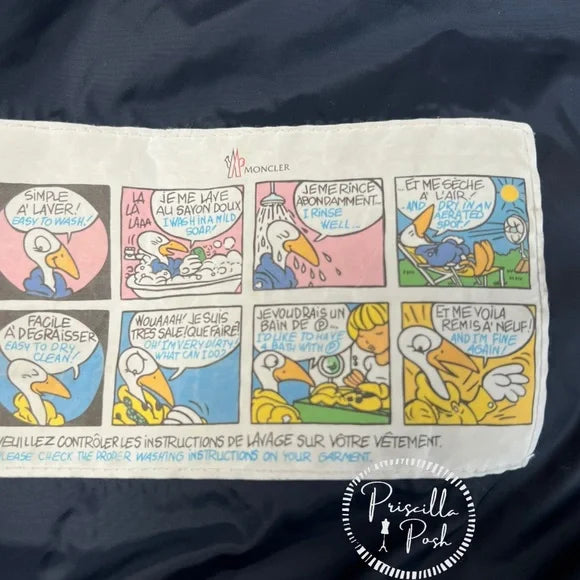 MONCLER
SIMPLE
À LAVER!
EASY TO WASH!
LA
LA
LAAA
JE ME LAVE
AU SAYON DOUX
I WASH IN A MILD
SOAP!
JE ME RINCE
ABONDAMMENT...
I RINSE
WELL...
...ET ME SÈCHE
À L'AIR!
...AND DRY IN AN
AERATED
SPOT!
FACILE
À DEGRAISSER
EASY TO DRY
CLEAN!
WOUAAAH! JE SUIS
TRES SALE! QUE FAIRE!
OH! I'M VERY DIRTY!
WHAT CAN I DO?
JE VOUDRAIS UN
BAIN DE Ⓟ...
I'D LIKE TO HAVE
A BATH WITH Ⓟ
ET ME VOILA
REMIS A' NEUF!
AND I'M FINE
AGAIN!
VEUILLEZ CONTRÔLER LES INSTRUCTIONS DE LAVAGE SUR VÔTRE VÊTEMENT.
PLEASE CHECK THE PROPER WASHING INSTRUCTIONS ON YOUR GARMENT.
Priscilla
Posh